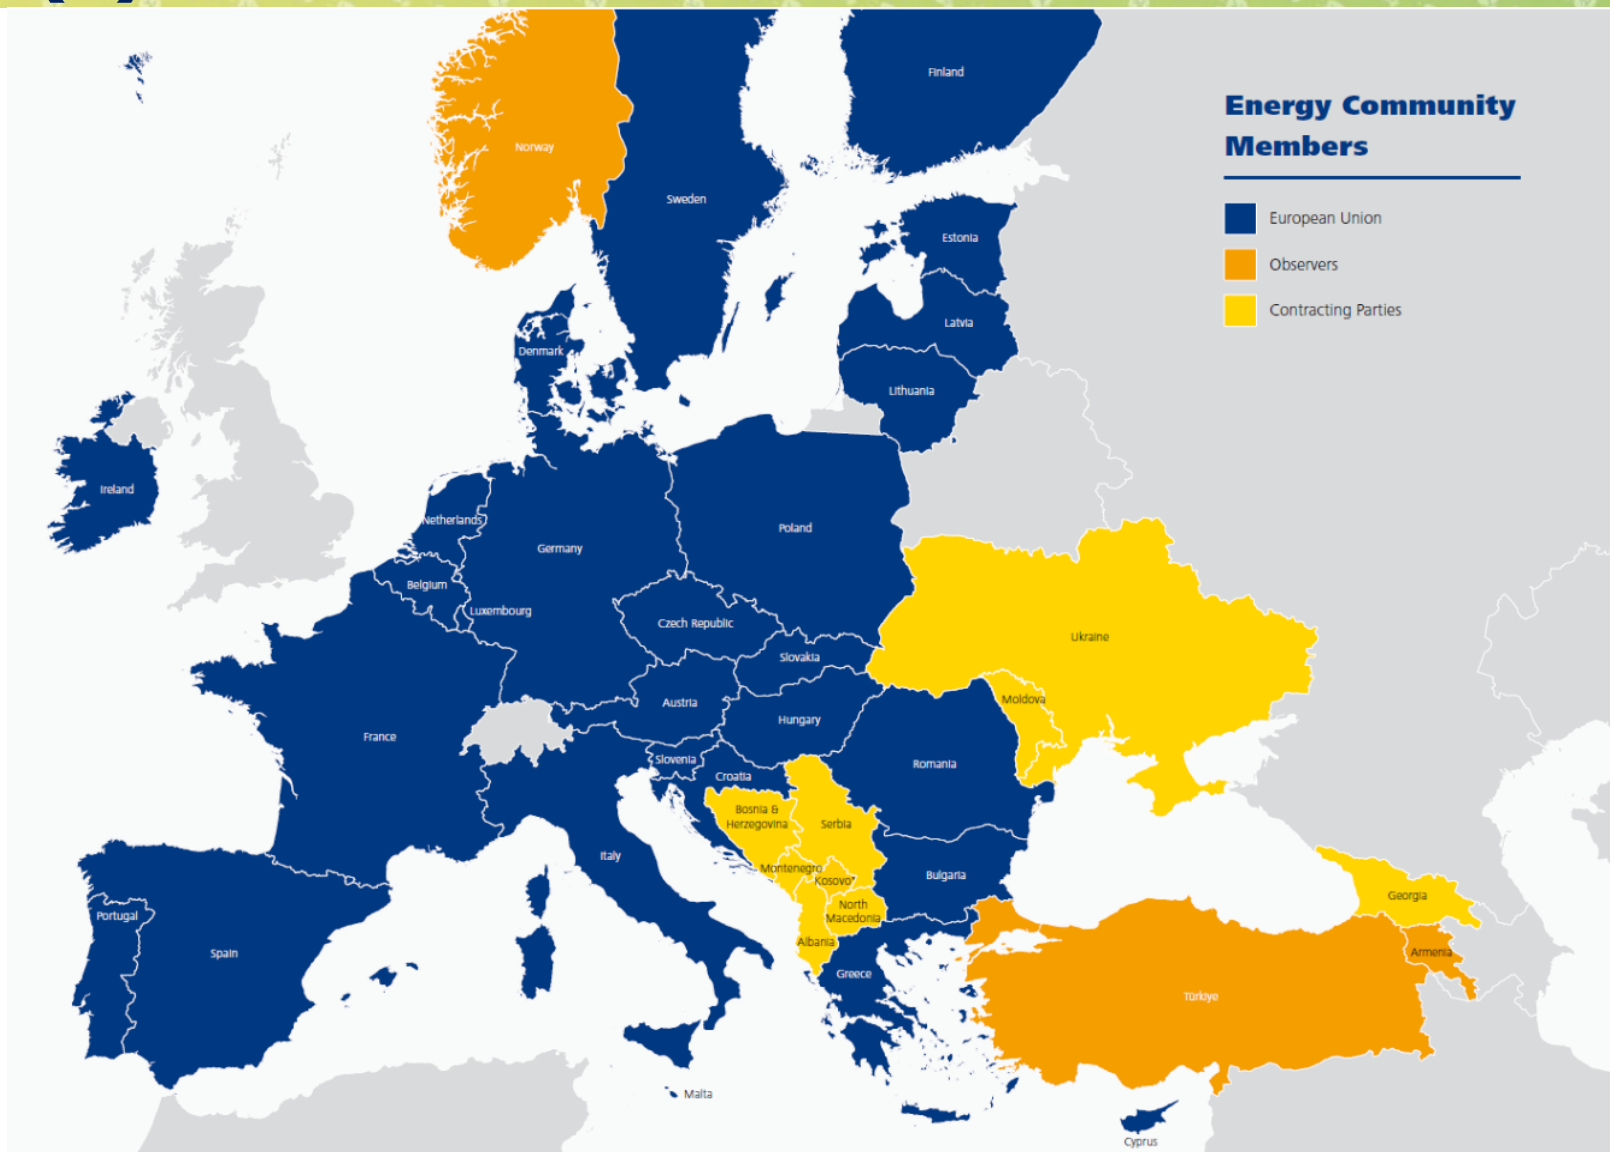 Energy Community
Members
European Union
Observers
Contracting Parties
Finland
Norway
Sweden
Estonia
Latvia
Denmark
Lithuania
Ireland
Netherlands
Poland
Germany
Belgium
Luxembourg
Czech Republic
Ukraine
Slovakia
Moldova
Austria
Hungary
France
Slovenia
Romania
Croatia
Bosnia &
Herzegovina
Serbia
Italy
Montenegro
Kosovo*
Bulgaria
Georgia
North
Macedonia
Portugal
Albania
Spain
Armenia
Greece
Türkiye
Malta
Cyprus